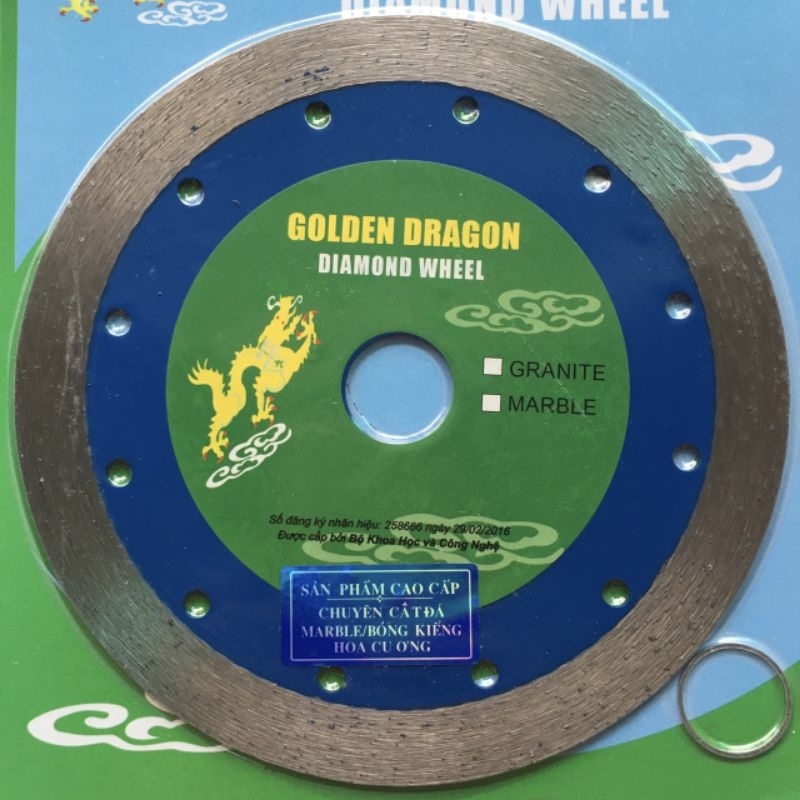 DIAMOND WHEEL
GOLDEN DRAGON
DIAMOND WHEEL
GRANITE
MARBLE
Số đăng ký nhãn hiệu: 258666 ngày 29/02/2016
Được cấp bởi Bộ Khoa Học và Công Nghệ
SẢN PHẨM CAO CẤP
CHUYÊN CẮT ĐÁ
MARBLE/BÓNG KIẾNG
HOA CƯƠNG